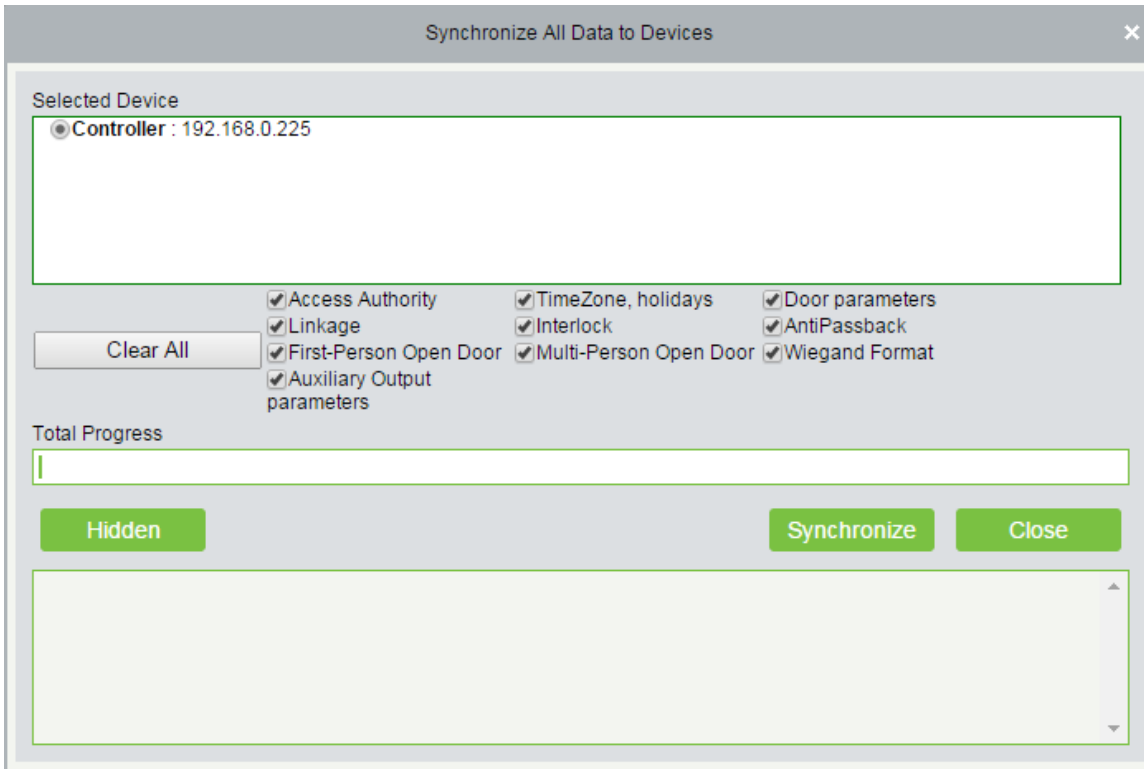 Synchronize All Data to Devices
Selected Device
Controller : 192.168.0.225
Access Authority TimeZone, holidays Door parameters
Linkage Interlock AntiPassback
Clear All
First-Person Open Door Multi-Person Open Door Wiegand Format
Auxiliary Output
parameters
Total Progress
Hidden Synchronize Close